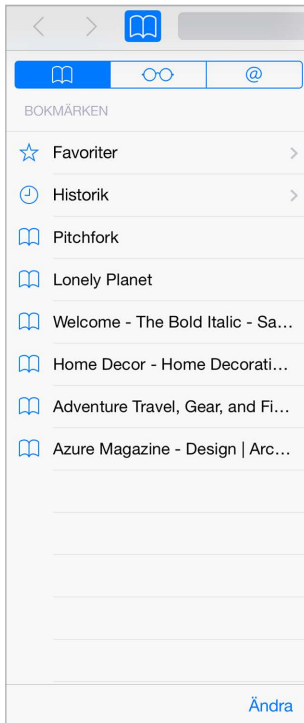 @
BOKMÄRKEN
Favoriter
Historik
Pitchfork
Lonely Planet
Welcome - The Bold Italic - Sa…
Home Decor - Home Decorati…
Adventure Travel, Gear, and Fi…
Azure Magazine - Design | Arc…
Ändra